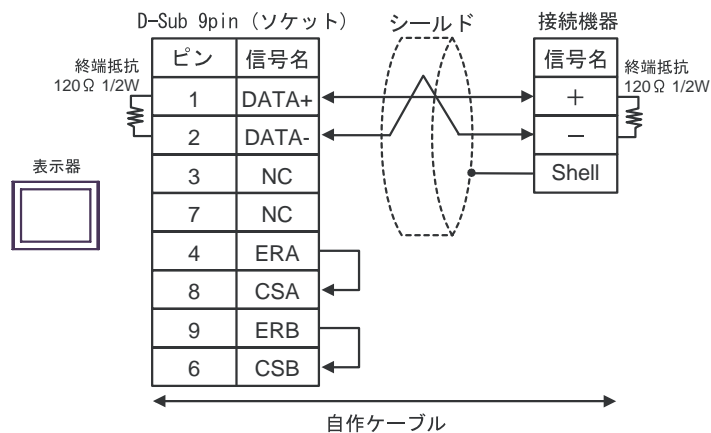 D-Sub 9pin (ソケット)
シールド
接続機器
終端抵抗
120Ω 1/2W
ピン 信号名
1 DATA+
2 DATA-
3 NC
7 NC
4 ERA
8 CSA
9 ERB
6 CSB
信号名
+
−
Shell
終端抵抗
120Ω 1/2W
表示器
自作ケーブル